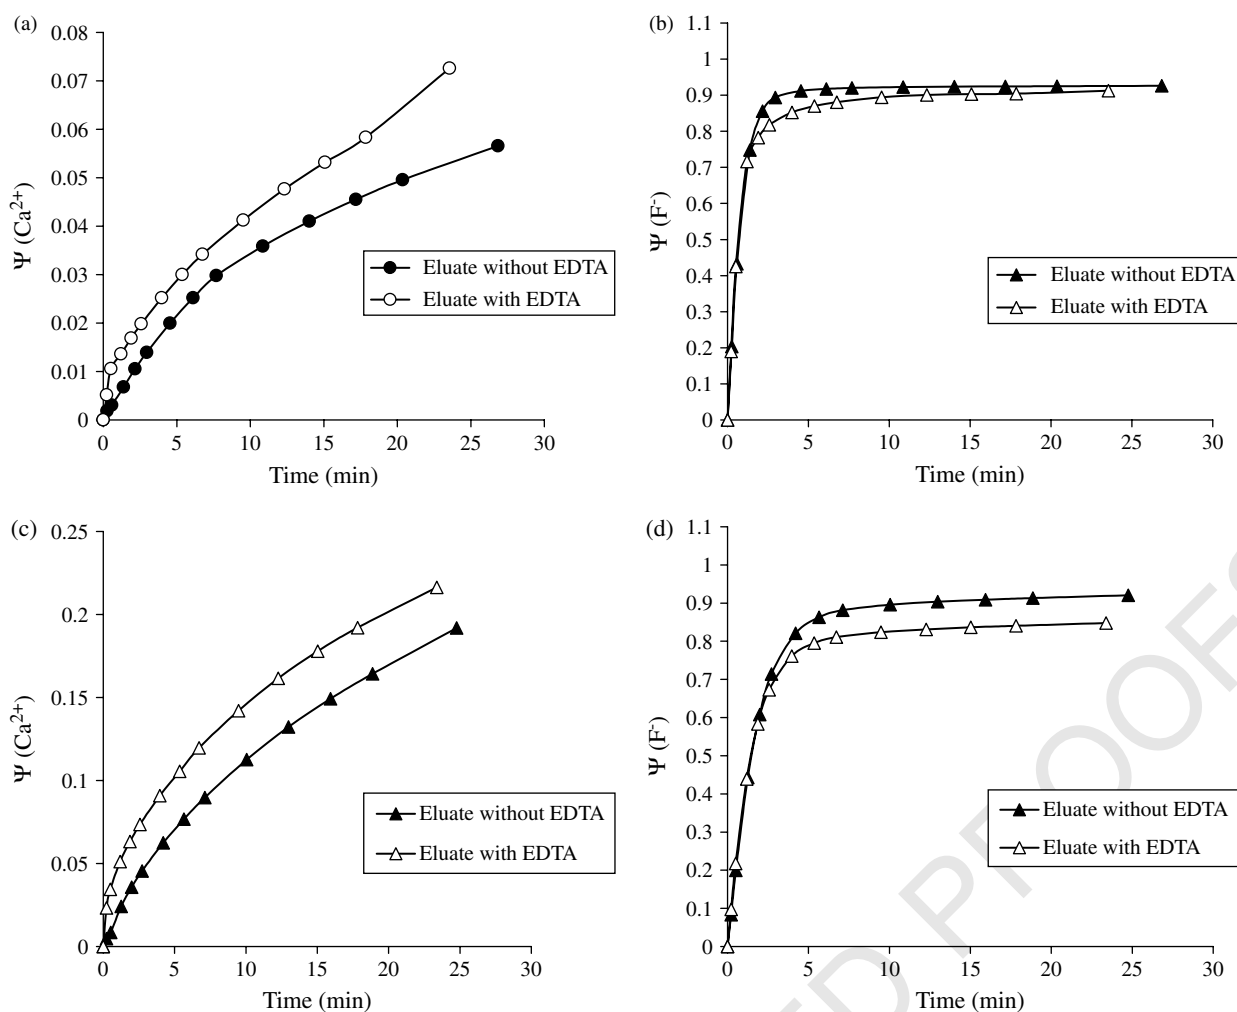 (a)
0.08
0.07
0.06
0.05
0.04
0.03
0.02
0.01
0
Ψ (Ca²⁺)
0 5 10 15 20 25 30
Time (min)
Eluate without EDTA
Eluate with EDTA
(b)
1.1
1
0.9
0.8
0.7
0.6
0.5
0.4
0.3
0.2
0.1
0
Ψ (F⁻)
0 5 10 15 20 25 30
Time (min)
Eluate without EDTA
Eluate with EDTA
(c)
0.25
0.2
0.15
0.1
0.05
0
Ψ (Ca²⁺)
0 5 10 15 20 25 30
Time (min)
Eluate without EDTA
Eluate with EDTA
(d)
1.1
1
0.9
0.8
0.7
0.6
0.5
0.4
0.3
0.2
0.1
0
Ψ (F⁻)
0 5 10 15 20 25 30
Time (min)
Eluate without EDTA
Eluate with EDTA
PROOFS